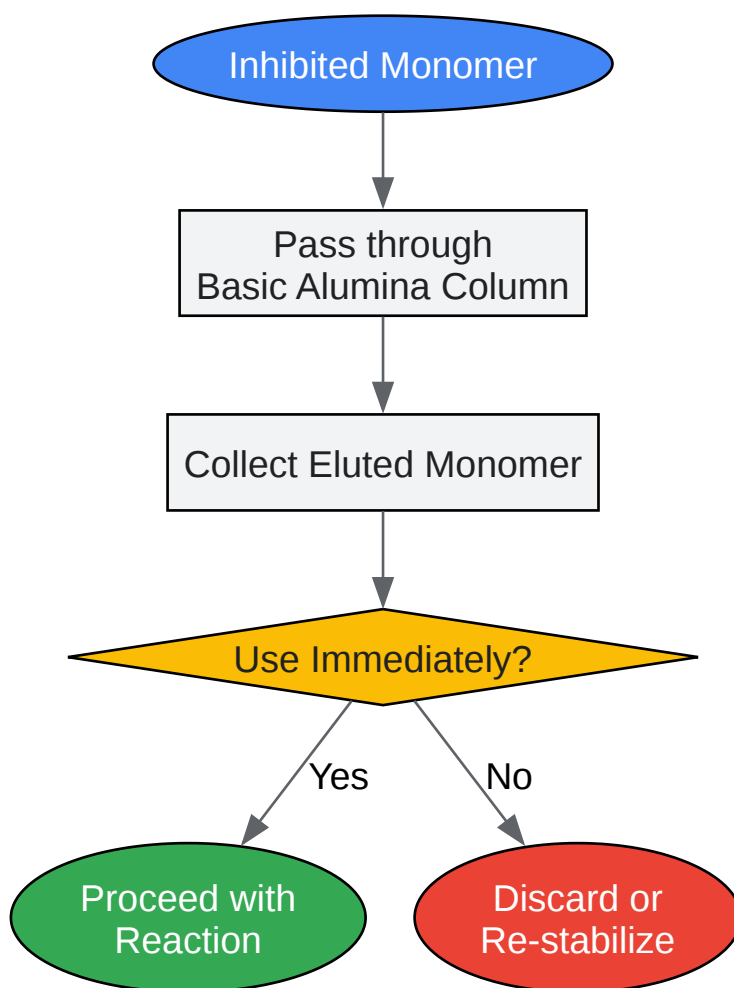 Inhibited Monomer
Pass through
Basic Alumina Column
Collect Eluted Monomer
Use Immediately?
Yes
No
Proceed with
Reaction
Discard or
Re-stabilize